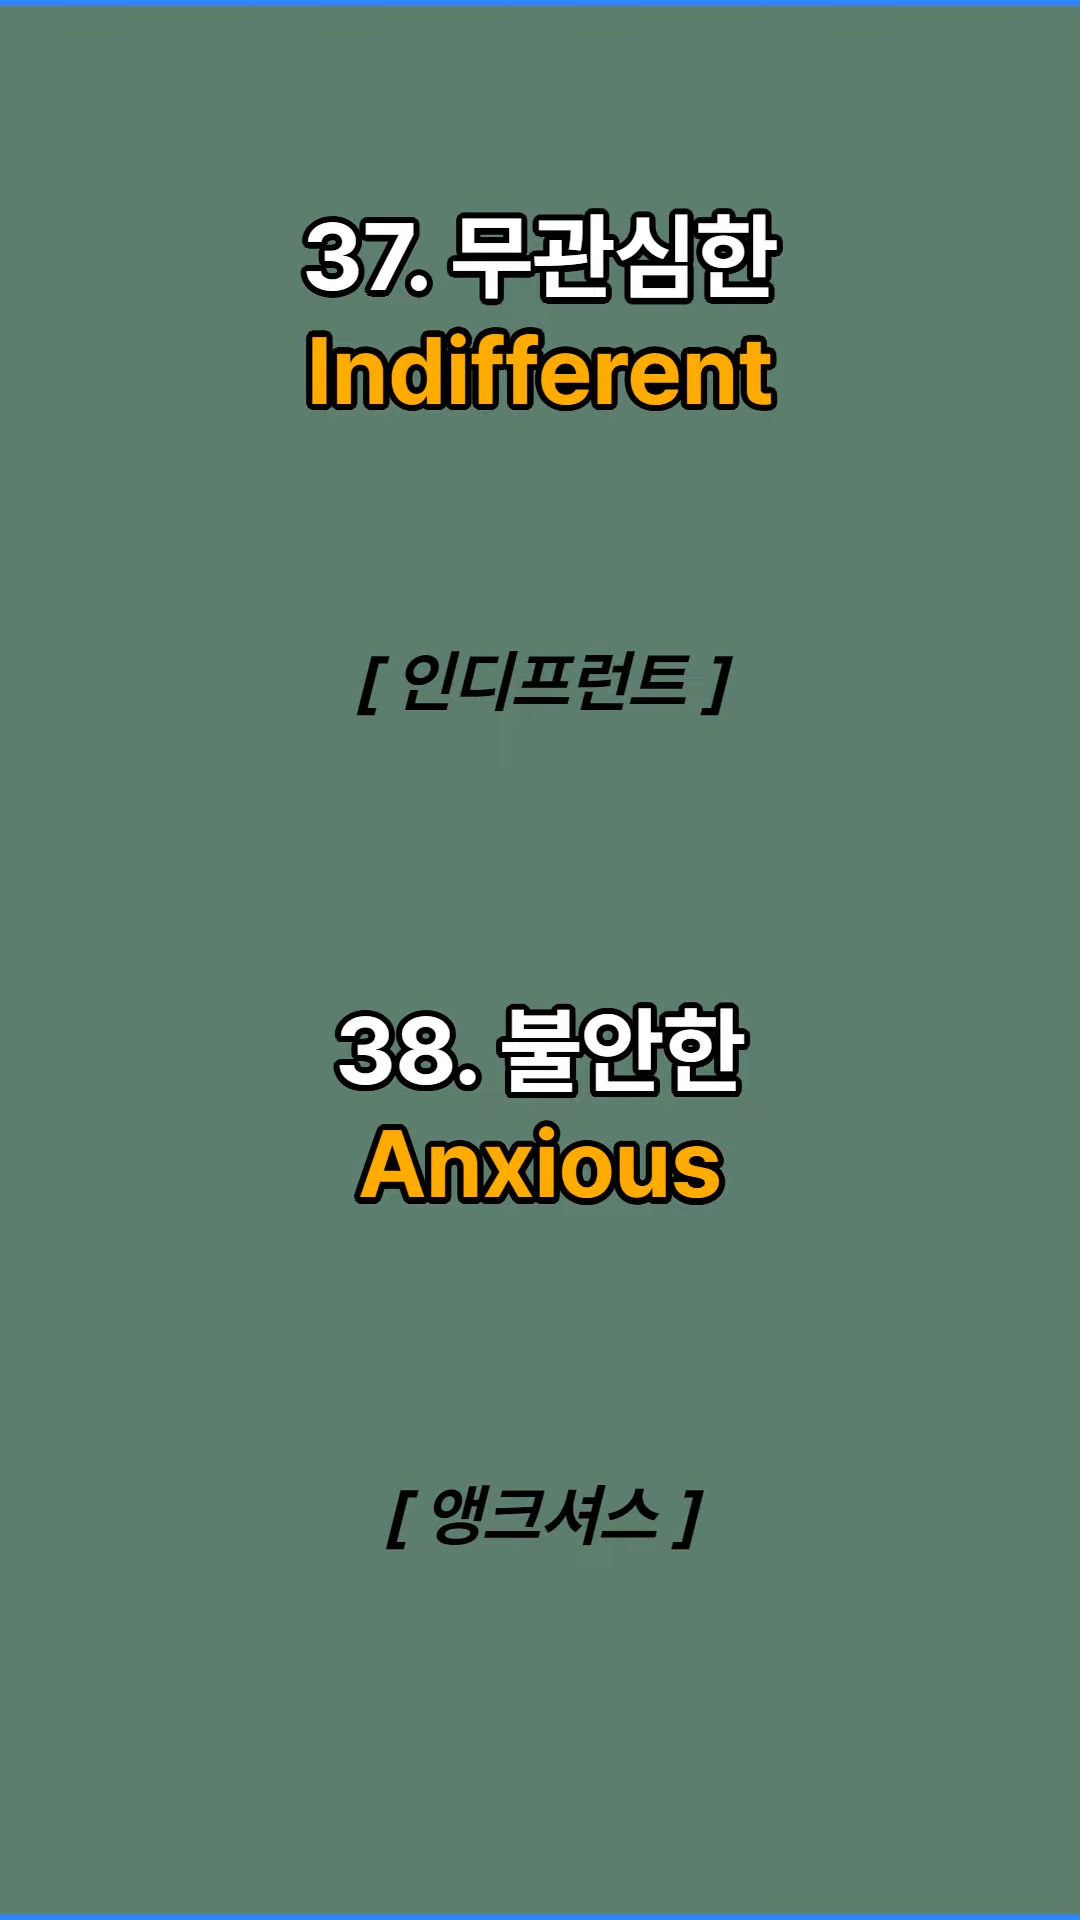 37. 무관심한
Indifferent
[ 인디프런트 ]
38. 불안한
Anxious
[ 앵크셔스 ]